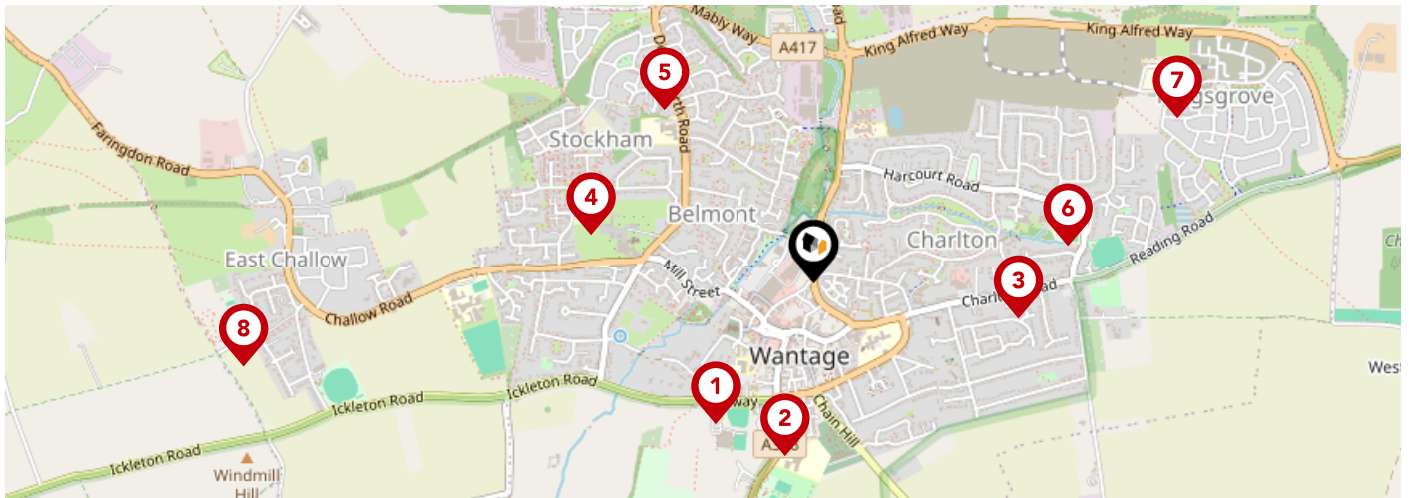 Mably Way
A417
King Alfred Way
King Alfred Way
5
7
Faringdon Road
Stockham
Harcourt Road
4
6
Belmont
Charlton
Reading Road
East Challow
Mill Street
3
Challow Road
8
Wantage
1
Ickleton Road
Ickleton Road
2
Chain Hill
Ickleton Road
Windmill
Hill